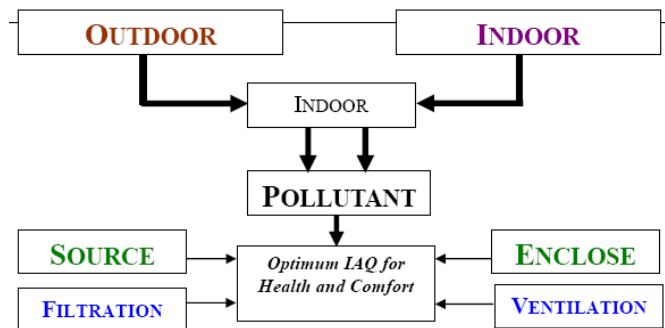 OUTDOOR
INDOOR
INDOOR
POLLUTANT
SOURCE
Optimum IAQ for
Health and Comfort
ENCLOSE
FILTRATION
VENTILATION